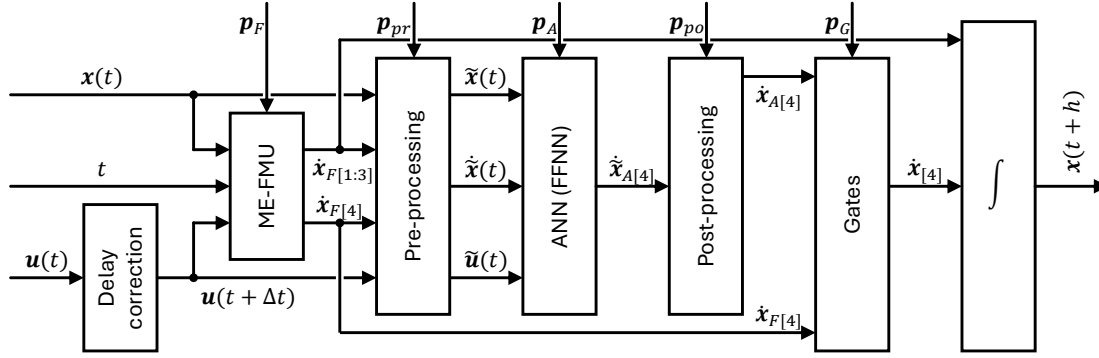 𝒑_F
𝒑_pr
𝒑_A
𝒑_po
𝒑_G
𝒙(t)
t
𝒖(t)
Delay
correction
𝒖(t + Δt)
ME-FMU
𝒙̇_F[1:3]
𝒙̇_F[4]
Pre-processing
𝒙̃(t)
𝒙̃̇(t)
𝒖̃(t)
ANN (FFNN)
𝒙̃̇_A[4]
Post-processing
𝒙̇_A[4]
𝒙̇_F[4]
Gates
𝒙̇_[4]
∫
𝒙(t + h)